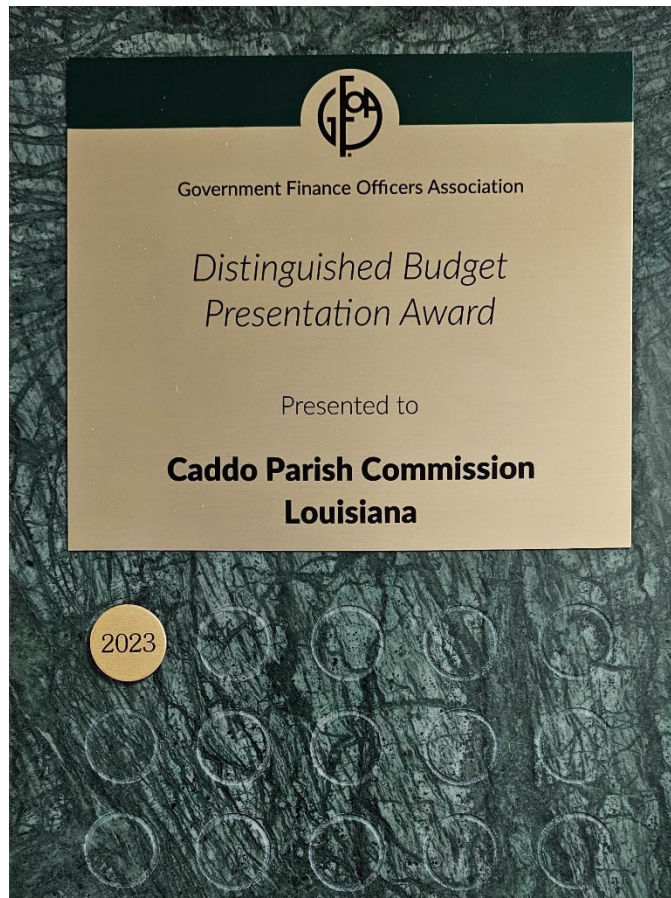 GFOA
Government Finance Officers Association
Distinguished Budget
Presentation Award
Presented to
Caddo Parish Commission
Louisiana
2023